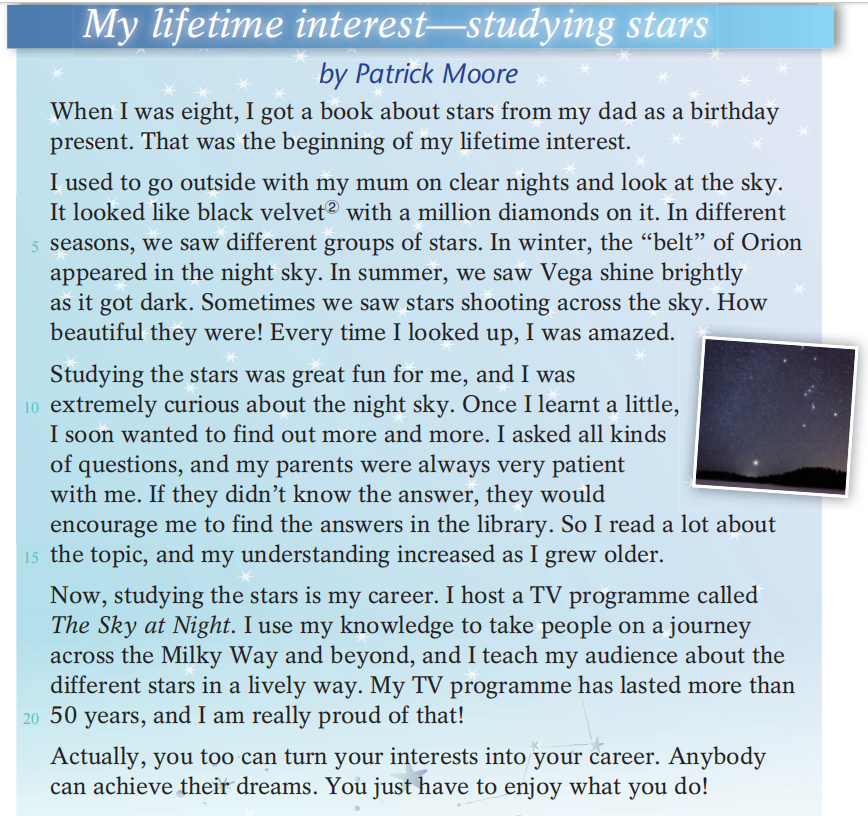 My lifetime interest—studying stars
by Patrick Moore
When I was eight, I got a book about stars from my dad as a birthday
present. That was the beginning of my lifetime interest.
I used to go outside with my mum on clear nights and look at the sky.
It looked like black velvet② with a million diamonds on it. In different
5 seasons, we saw different groups of stars. In winter, the “belt” of Orion
appeared in the night sky. In summer, we saw Vega shine brightly
as it got dark. Sometimes we saw stars shooting across the sky. How
beautiful they were! Every time I looked up, I was amazed.
Studying the stars was great fun for me, and I was
10 extremely curious about the night sky. Once I learnt a little,
I soon wanted to find out more and more. I asked all kinds
of questions, and my parents were always very patient
with me. If they didn’t know the answer, they would
encourage me to find the answers in the library. So I read a lot about
15 the topic, and my understanding increased as I grew older.
Now, studying the stars is my career. I host a TV programme called
The Sky at Night. I use my knowledge to take people on a journey
across the Milky Way and beyond, and I teach my audience about the
different stars in a lively way. My TV programme has lasted more than
20 50 years, and I am really proud of that!
Actually, you too can turn your interests into your career. Anybody
can achieve their dreams. You just have to enjoy what you do!